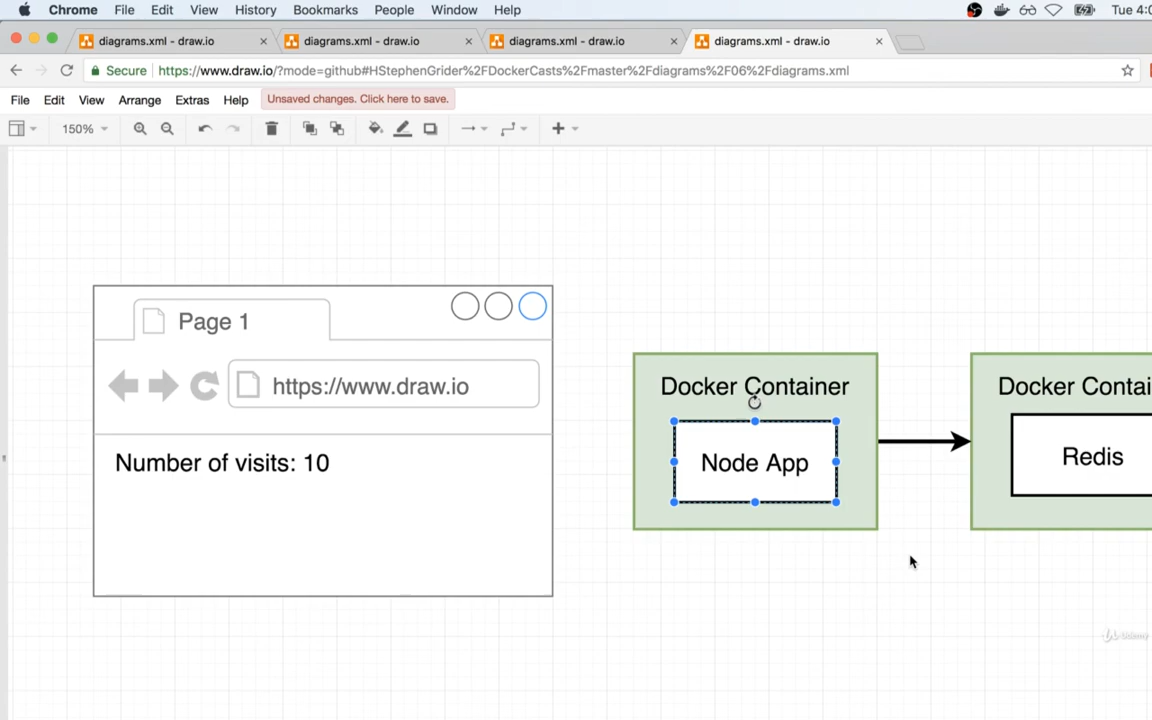 Chrome File Edit View History Bookmarks People Window Help Tue 4:0
diagrams.xml - draw.io diagrams.xml - draw.io diagrams.xml - draw.io diagrams.xml - draw.io
Secure https://www.draw.io/?mode=github#HStephenGrider%2FDockerCasts%2Fmaster%2Fdiagrams%2F06%2Fdiagrams.xml
File Edit View Arrange Extras Help Unsaved changes. Click here to save.
150%
Page 1
https://www.draw.io
Number of visits: 10
Docker Container
Node App
Docker Contai
Redis
Udemy